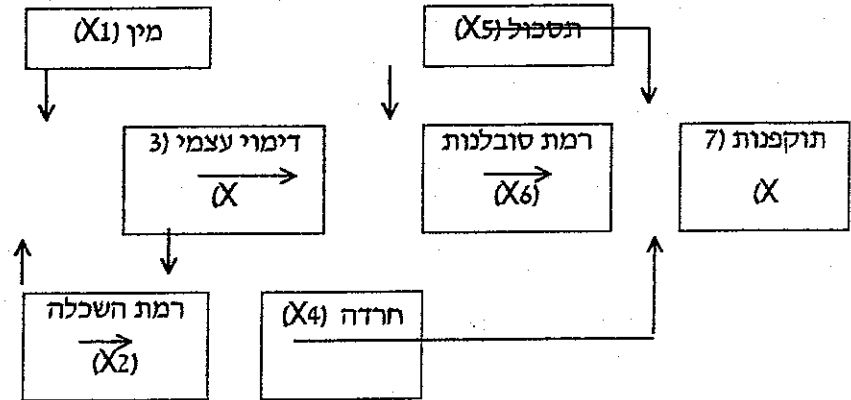 מין (X1)
תסכול (X5)
דימוי עצמי (3
(X
רמת סובלנות
(X6)
תוקפנות (7
(X
רמת השכלה
(X2)
חרדה (X4)